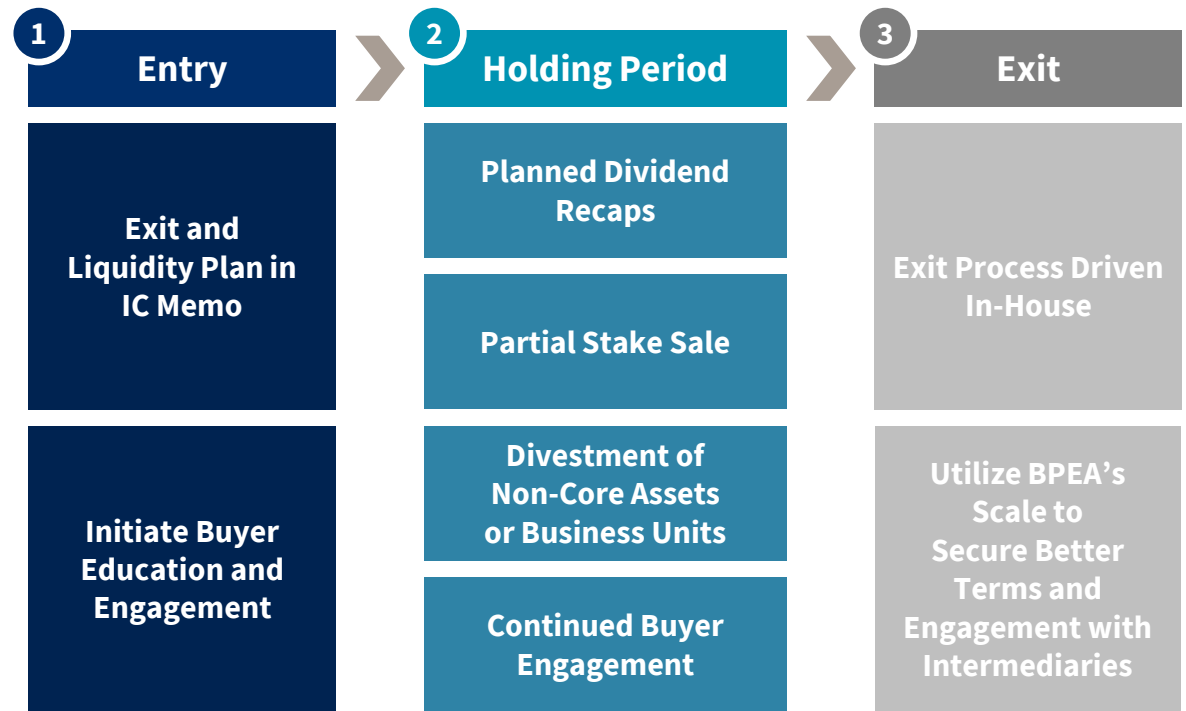 1
Entry
Exit and
Liquidity Plan in
IC Memo
Initiate Buyer
Education and
Engagement
2
Holding Period
Planned Dividend
Recaps
Partial Stake Sale
Divestment of
Non-Core Assets
or Business Units
Continued Buyer
Engagement
3
Exit
Exit Process Driven
In-House
Utilize BPEA’s
Scale to
Secure Better
Terms and
Engagement with
Intermediaries